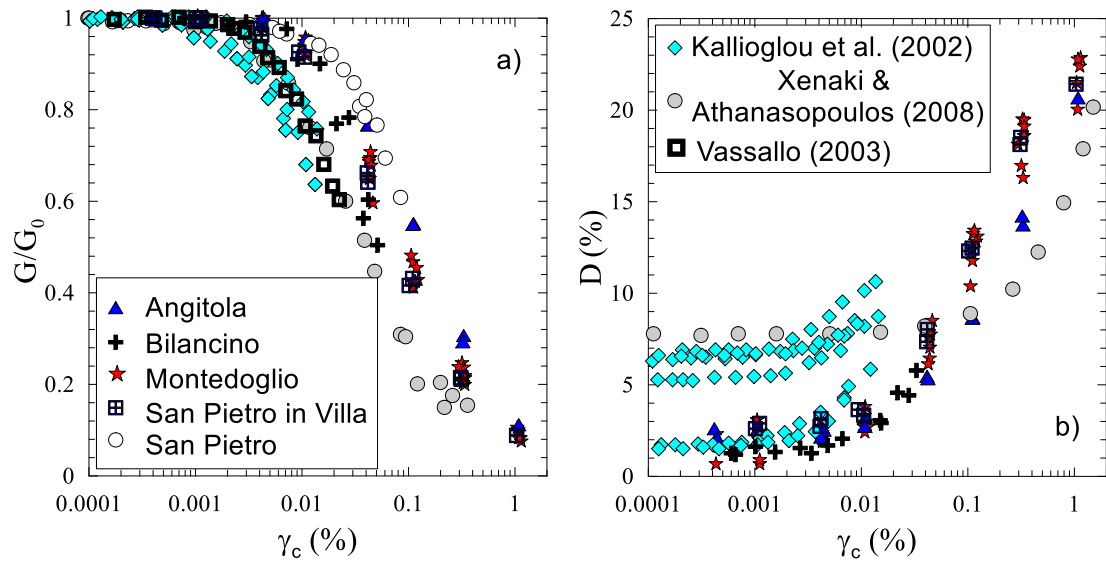 a)
1
0.8
0.6
0.4
0.2
0
G/G0
Angitola
Bilancino
Montedoglio
San Pietro in Villa
San Pietro
0.0001 0.001 0.01 0.1 1
γc (%)
25
20
15
10
5
0
D (%)
Kallioglou et al. (2002)
Xenaki &
Athanasopoulos (2008)
Vassallo (2003)
b)
0.0001 0.001 0.01 0.1 1
γc (%)